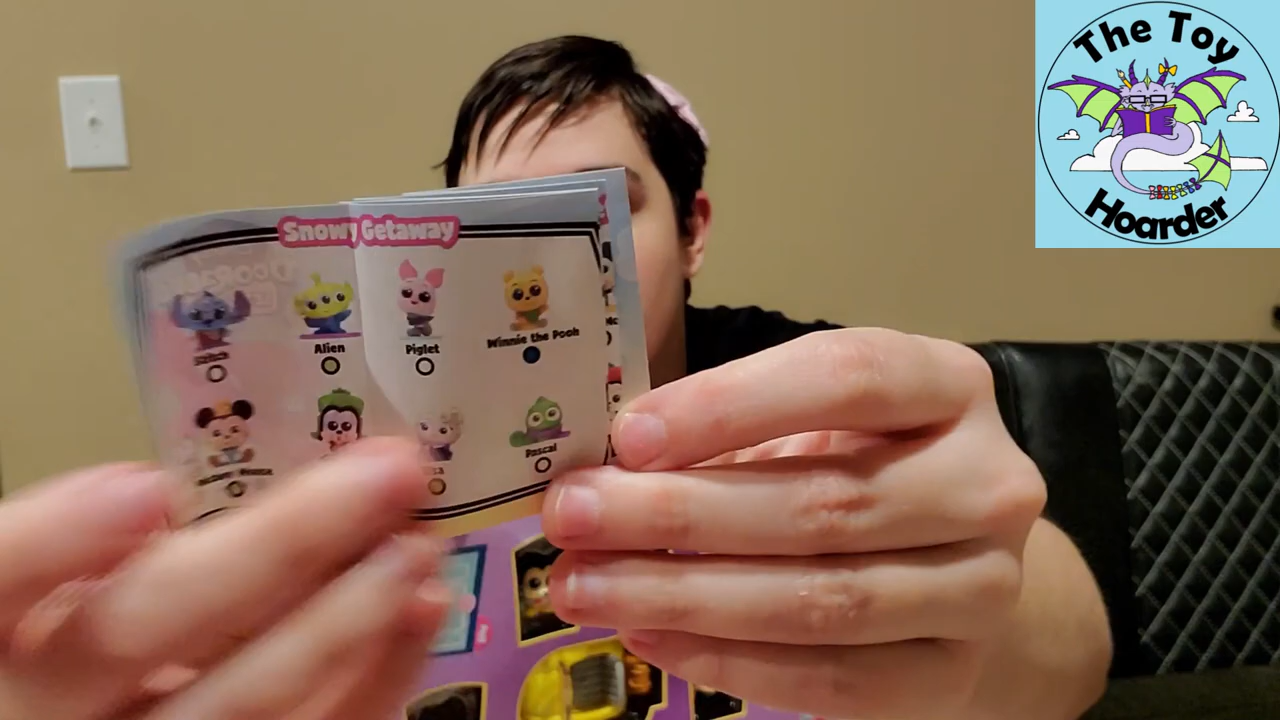 The Toy
Hoarder
Snowy Getaway
Stitch Alien Piglet Winnie the Pooh
Pascal